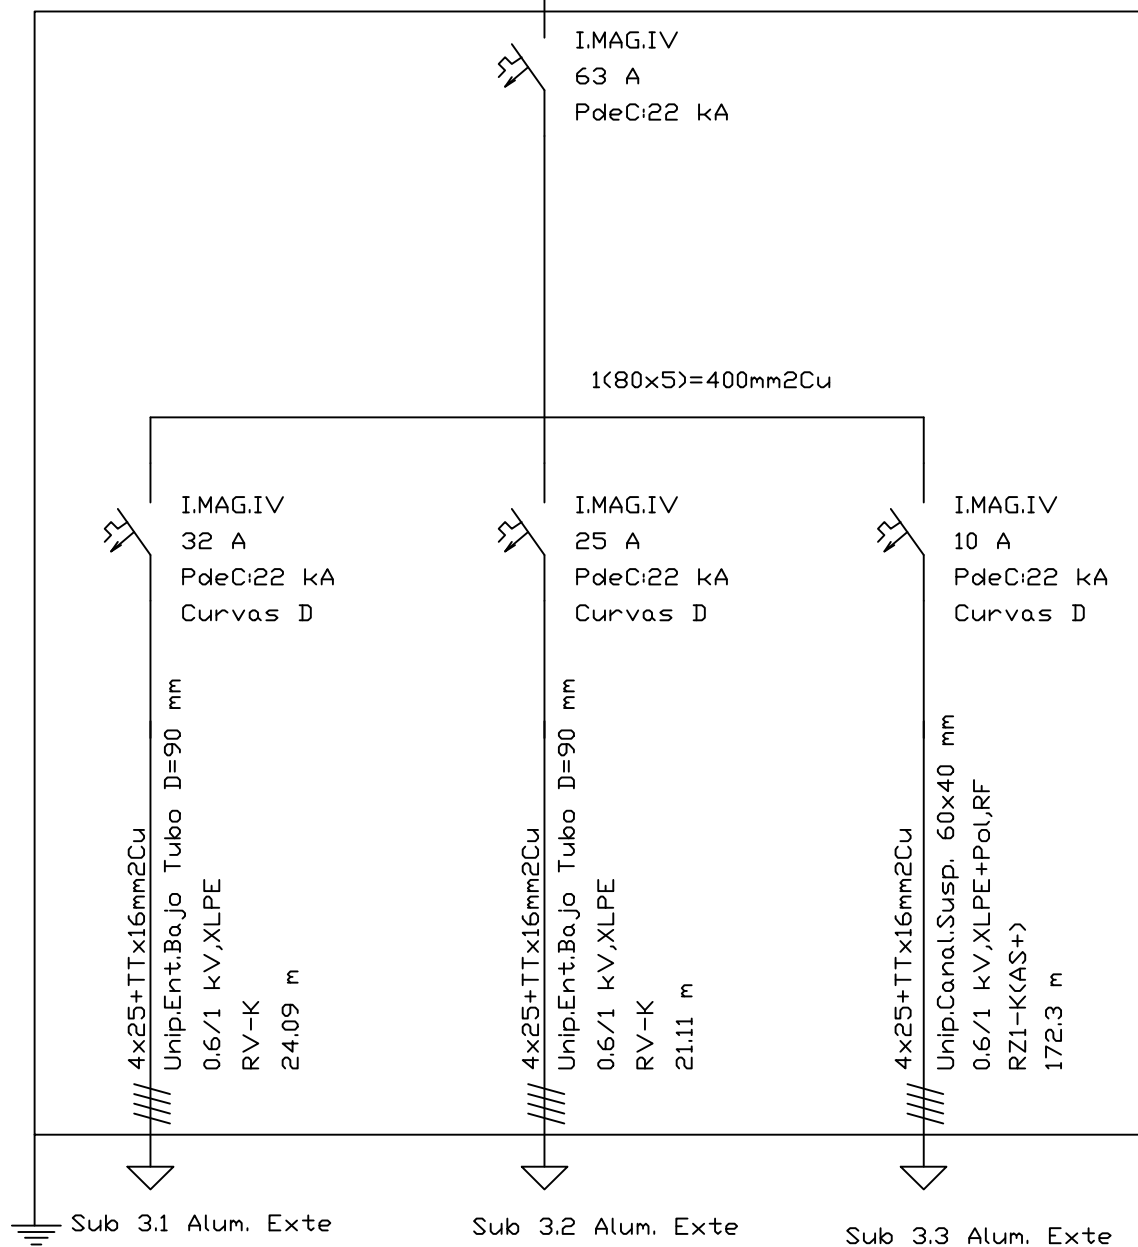 I.MAG.IV
63 A
PdeC:22 kA
1(80x5)=400mm2Cu
I.MAG.IV
32 A
PdeC:22 kA
Curvas D
I.MAG.IV
25 A
PdeC:22 kA
Curvas D
I.MAG.IV
10 A
PdeC:22 kA
Curvas D
4x25+TTx16mm2Cu
Unip.Ent.Bajo Tubo D=90 mm
0.6/1 kV,XLPE
RV-K
24.09 m
4x25+TTx16mm2Cu
Unip.Ent.Bajo Tubo D=90 mm
0.6/1 kV,XLPE
RV-K
21.11 m
4x25+TTx16mm2Cu
Unip.Canal.Susp. 60x40 mm
0.6/1 kV,XLPE+Pol,RF
RZ1-K(AS+)
172.3 m
Sub 3.1 Alum. Exte
Sub 3.2 Alum. Exte
Sub 3.3 Alum. Exte